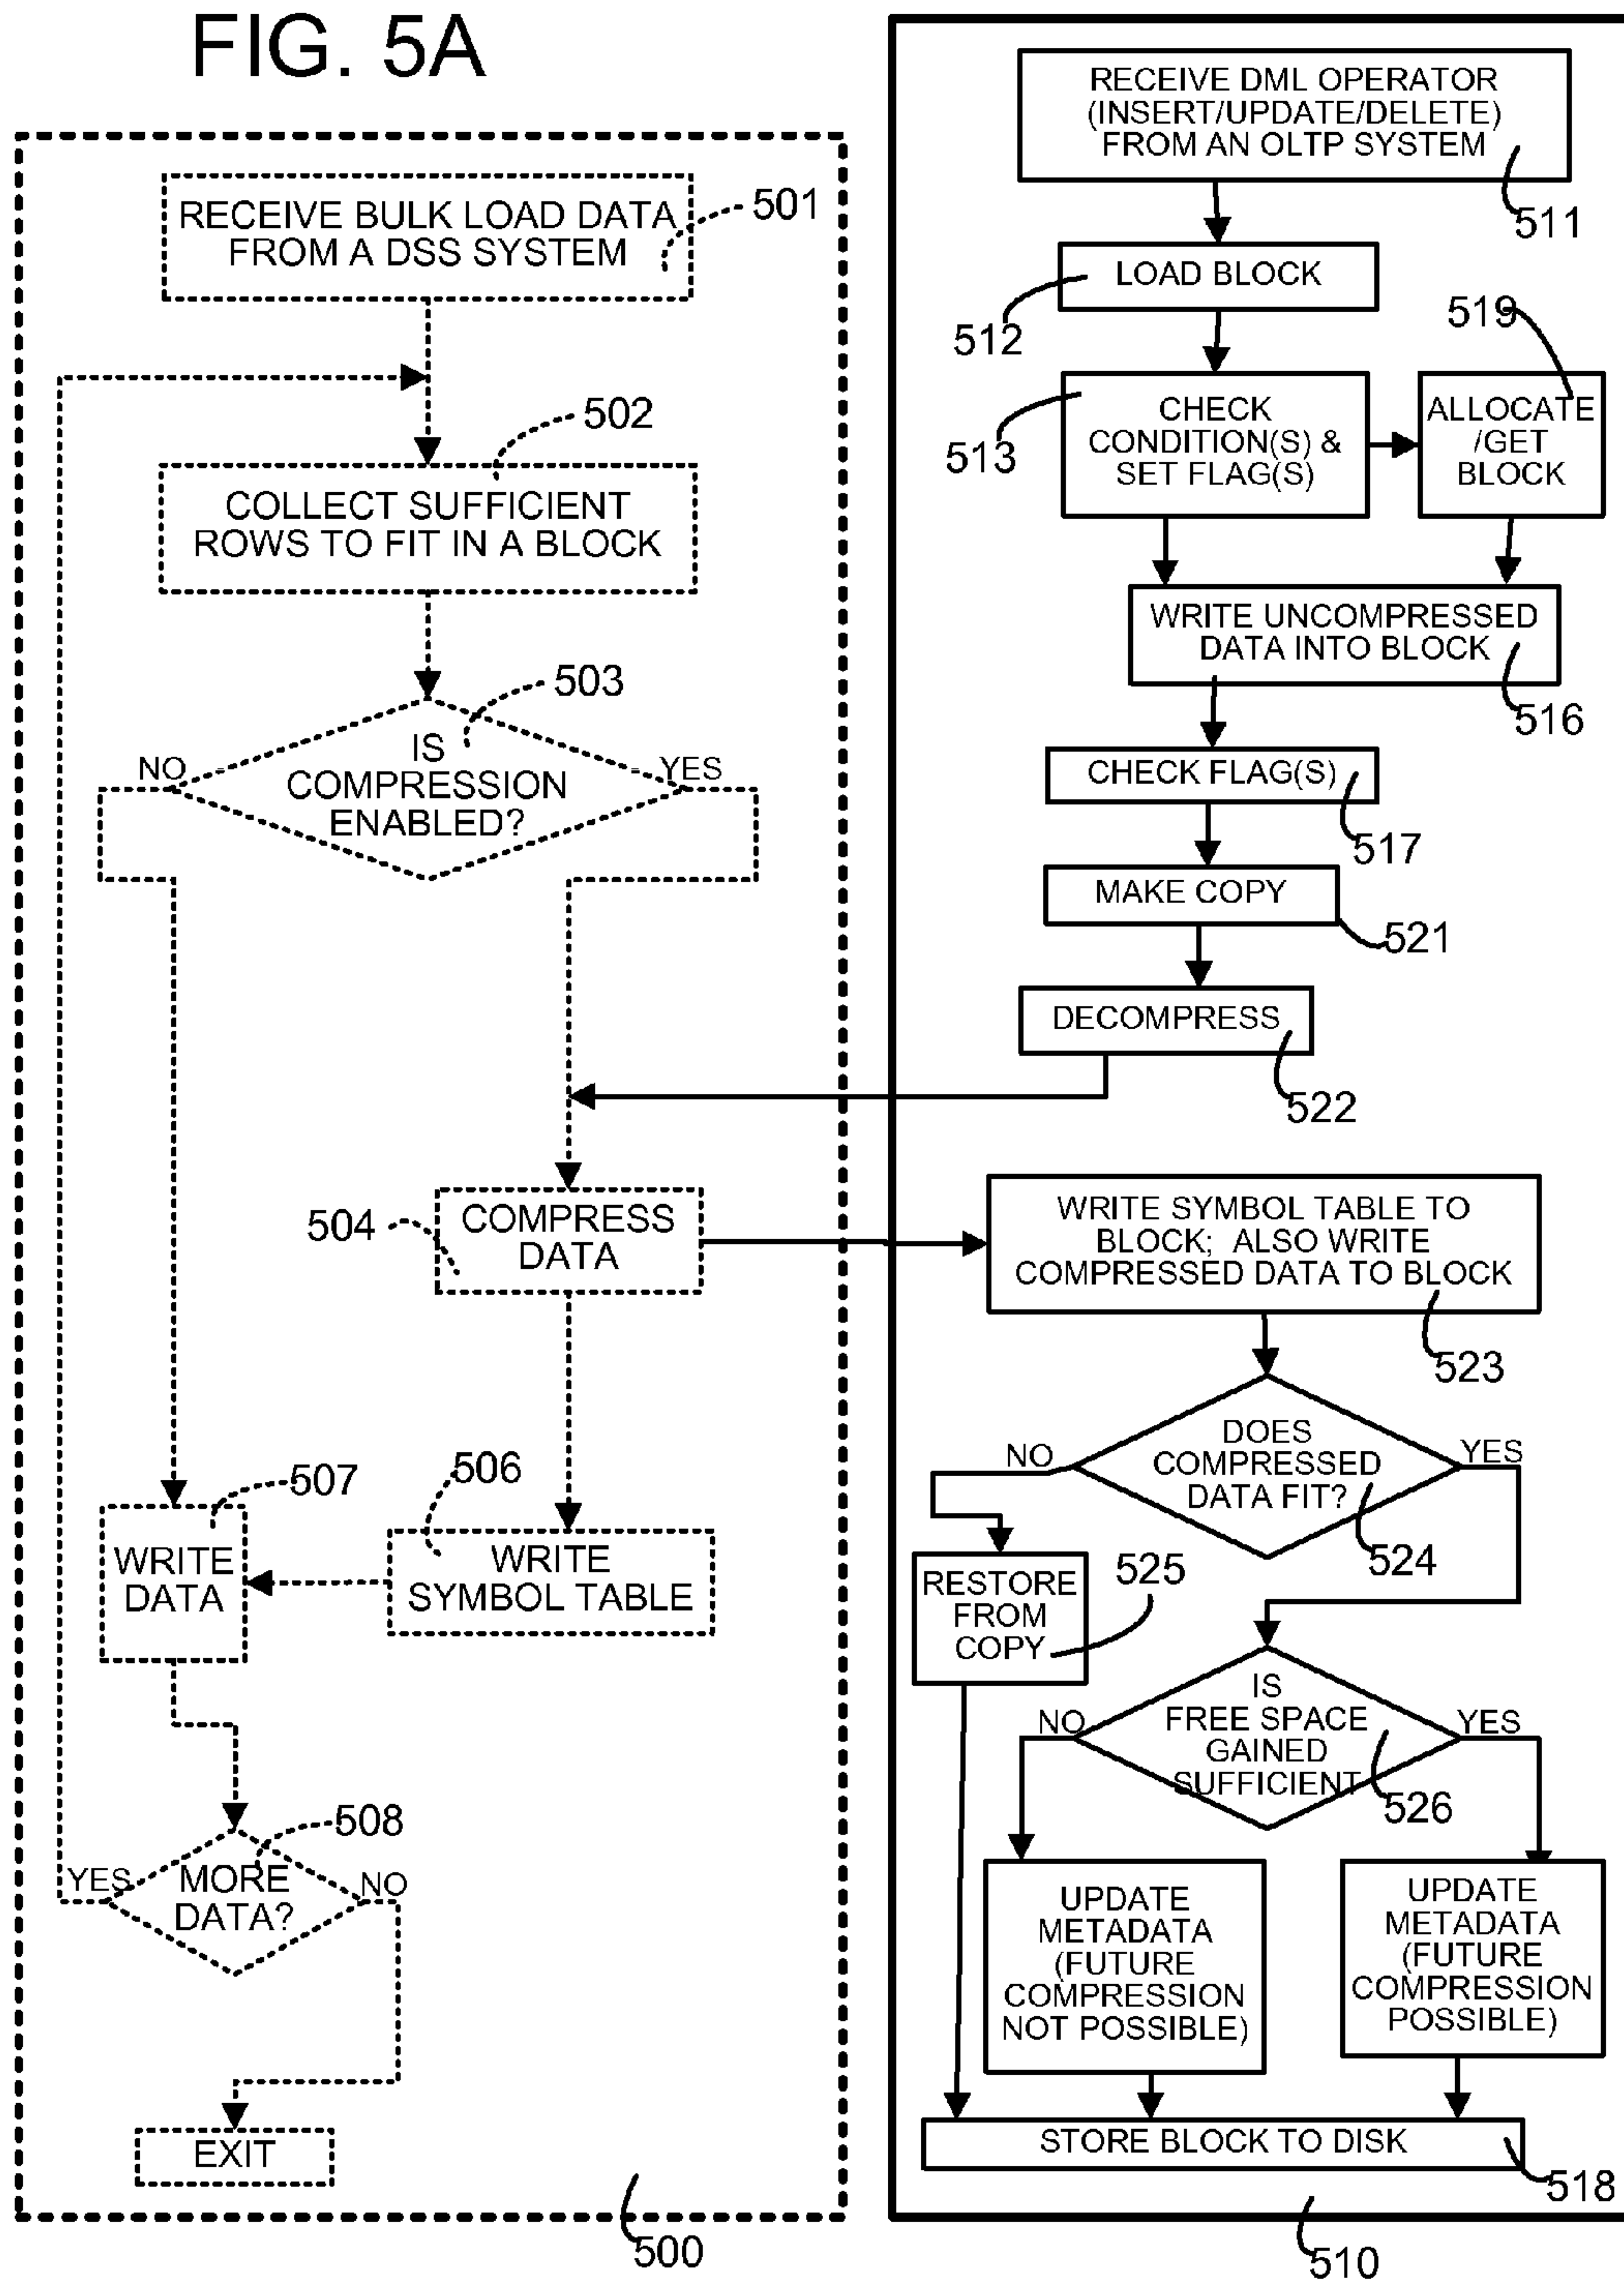 FIG. 5A
RECEIVE BULK LOAD DATA
FROM A DSS SYSTEM
501
502
COLLECT SUFFICIENT
ROWS TO FIT IN A BLOCK
503
IS
COMPRESSION
ENABLED?
NO
YES
504
COMPRESS
DATA
507
506
WRITE
DATA
WRITE
SYMBOL TABLE
508
YES
MORE
DATA?
NO
EXIT
500
RECEIVE DML OPERATOR
(INSERT/UPDATE/DELETE)
FROM AN OLTP SYSTEM
511
LOAD BLOCK
512
519
CHECK
CONDITION(S) &
SET FLAG(S)
513
ALLOCATE
/GET
BLOCK
WRITE UNCOMPRESSED
DATA INTO BLOCK
516
CHECK FLAG(S)
517
MAKE COPY
521
DECOMPRESS
522
WRITE SYMBOL TABLE TO
BLOCK; ALSO WRITE
COMPRESSED DATA TO BLOCK
523
DOES
COMPRESSED
DATA FIT?
NO
YES
524
RESTORE
FROM
COPY
525
IS
FREE SPACE
GAINED
SUFFICIENT
NO
YES
526
UPDATE
METADATA
(FUTURE
COMPRESSION
NOT POSSIBLE)
UPDATE
METADATA
(FUTURE
COMPRESSION
POSSIBLE)
STORE BLOCK TO DISK
518
510